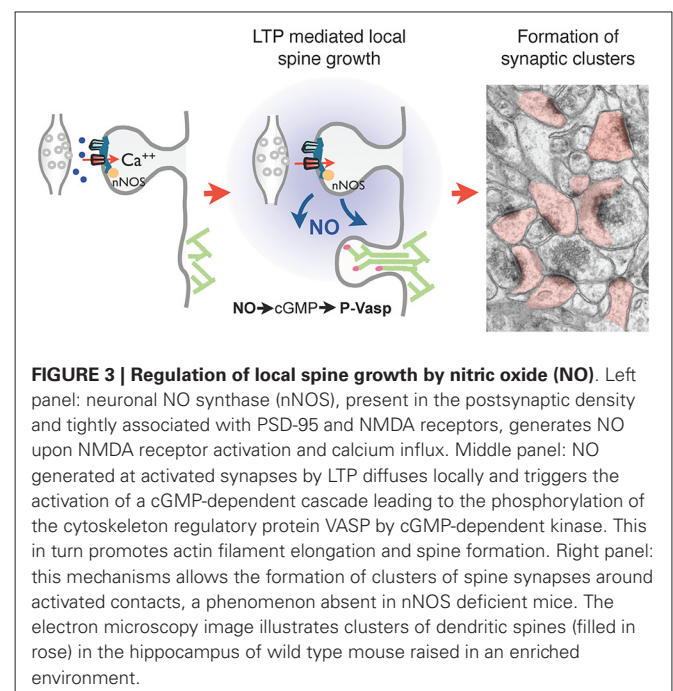 LTP mediated local
spine growth
Formation of
synaptic clusters
Ca++
nNOS
nNOS
NO
NO➔cGMP➔P-Vasp
FIGURE 3 | Regulation of local spine growth by nitric oxide (NO). Left
panel: neuronal NO synthase (nNOS), present in the postsynaptic density
and tightly associated with PSD-95 and NMDA receptors, generates NO
upon NMDA receptor activation and calcium influx. Middle panel: NO
generated at activated synapses by LTP diffuses locally and triggers the
activation of a cGMP-dependent cascade leading to the phosphorylation of
the cytoskeleton regulatory protein VASP by cGMP-dependent kinase. This
in turn promotes actin filament elongation and spine formation. Right panel:
this mechanisms allows the formation of clusters of spine synapses around
activated contacts, a phenomenon absent in nNOS deficient mice. The
electron microscopy image illustrates clusters of dendritic spines (filled in
rose) in the hippocampus of wild type mouse raised in an enriched
environment.